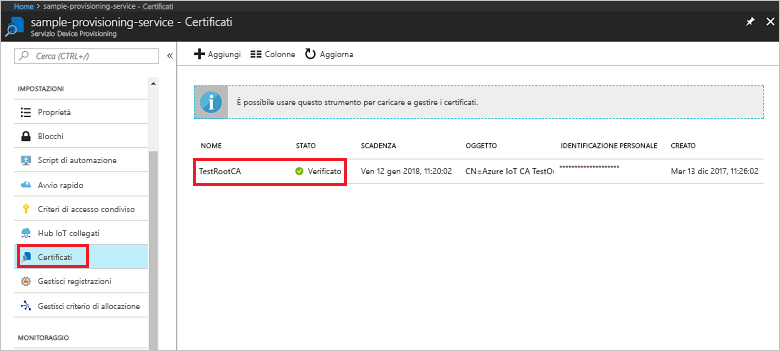 Home > sample-provisioning-service - Certificati
sample-provisioning-service - Certificati
Servizio Device Provisioning
Cerca (CTRL+/)
«
Aggiungi Colonne Aggiorna
IMPOSTAZIONI
Proprietà
Blocchi
Script di automazione
Avvio rapido
Criteri di accesso condiviso
Hub IoT collegati
Certificati
Gestisci registrazioni
Gestisci criterio di allocazione
MONITORAGGIO
È possibile usare questo strumento per caricare e gestire i certificati.
NOME STATO SCADENZA OGGETTO IDENTIFICAZIONE PERSONALE CREATO
TestRootCA Verificato Ven 12 gen 2018, 11:20:02 CN=Azure IoT CA TestOn ******************** Mer 13 dic 2017, 11:26:02